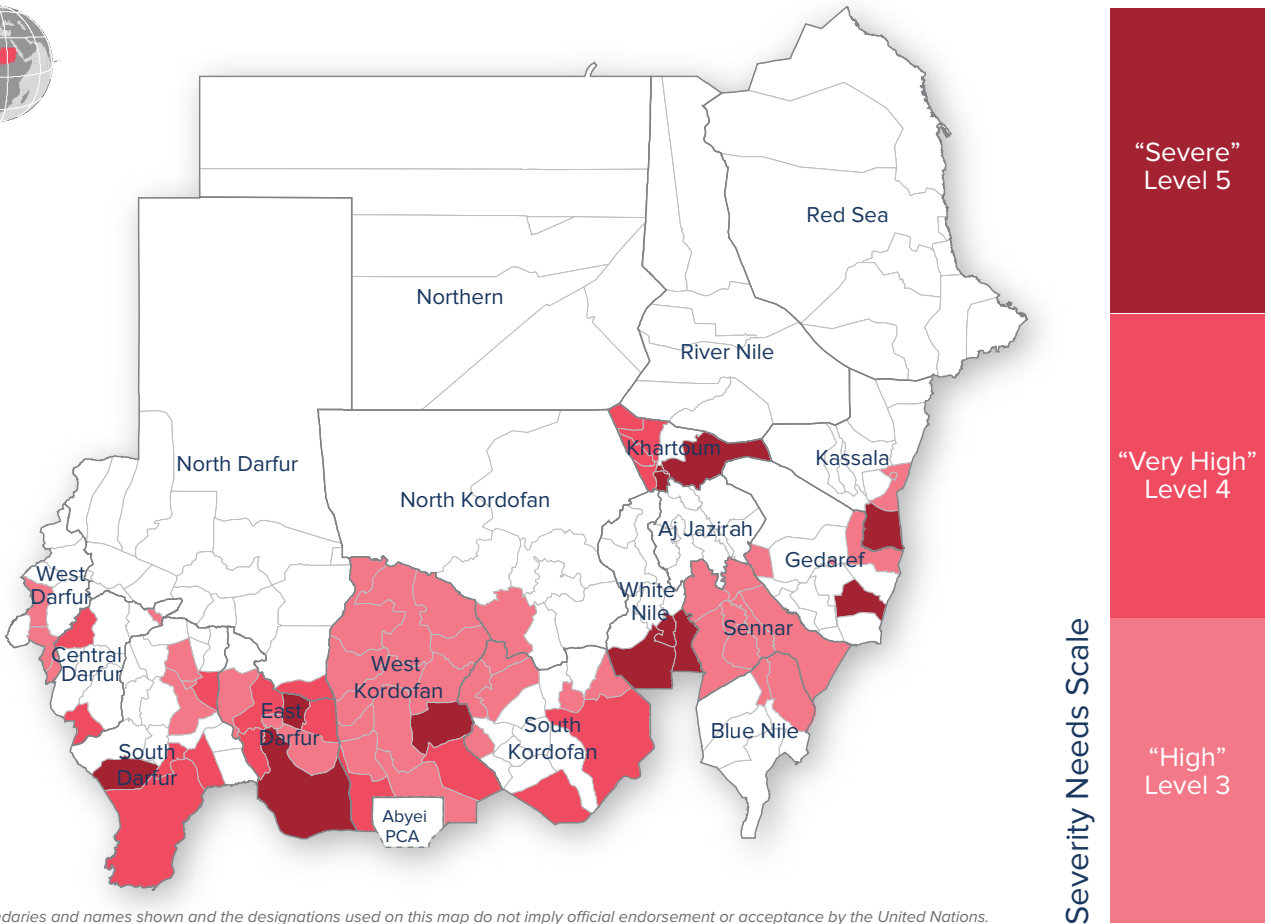 Red Sea
Northern
River Nile
Khartoum
Kassala
North Darfur
North Kordofan
Aj Jazirah
Gedaref
West
Darfur
White
Nile
Sennar
Central
Darfur
West
Kordofan
East
Darfur
South
Kordofan
Blue Nile
South
Darfur
Abyei
PCA
“Severe”
Level 5
“Very High”
Level 4
“High”
Level 3
Severity Needs Scale
and names shown and the designations used on this map do not imply official endorsement or acceptance by the United Nations.